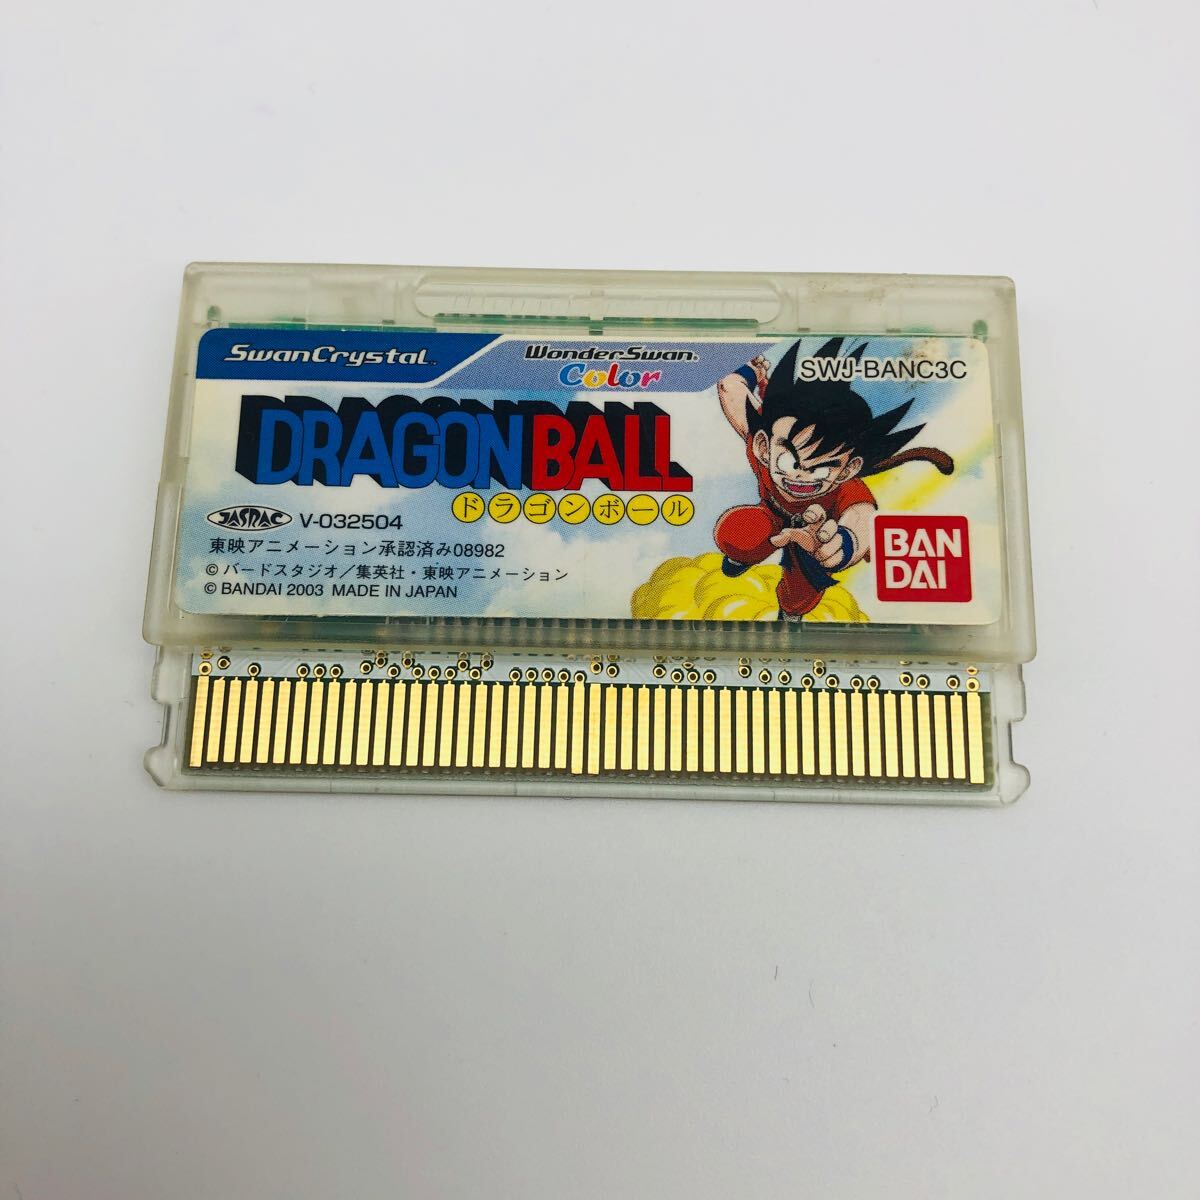 SwanCrystal™
WonderSwan®
Color
SWJ-BANC3C
DRAGONBALL
ドラゴンボール
JASRAC V-032504
東映アニメーション承認済み08982
©バードスタジオ/集英社・東映アニメーション
© BANDAI 2003 MADE IN JAPAN
BAN
DAI